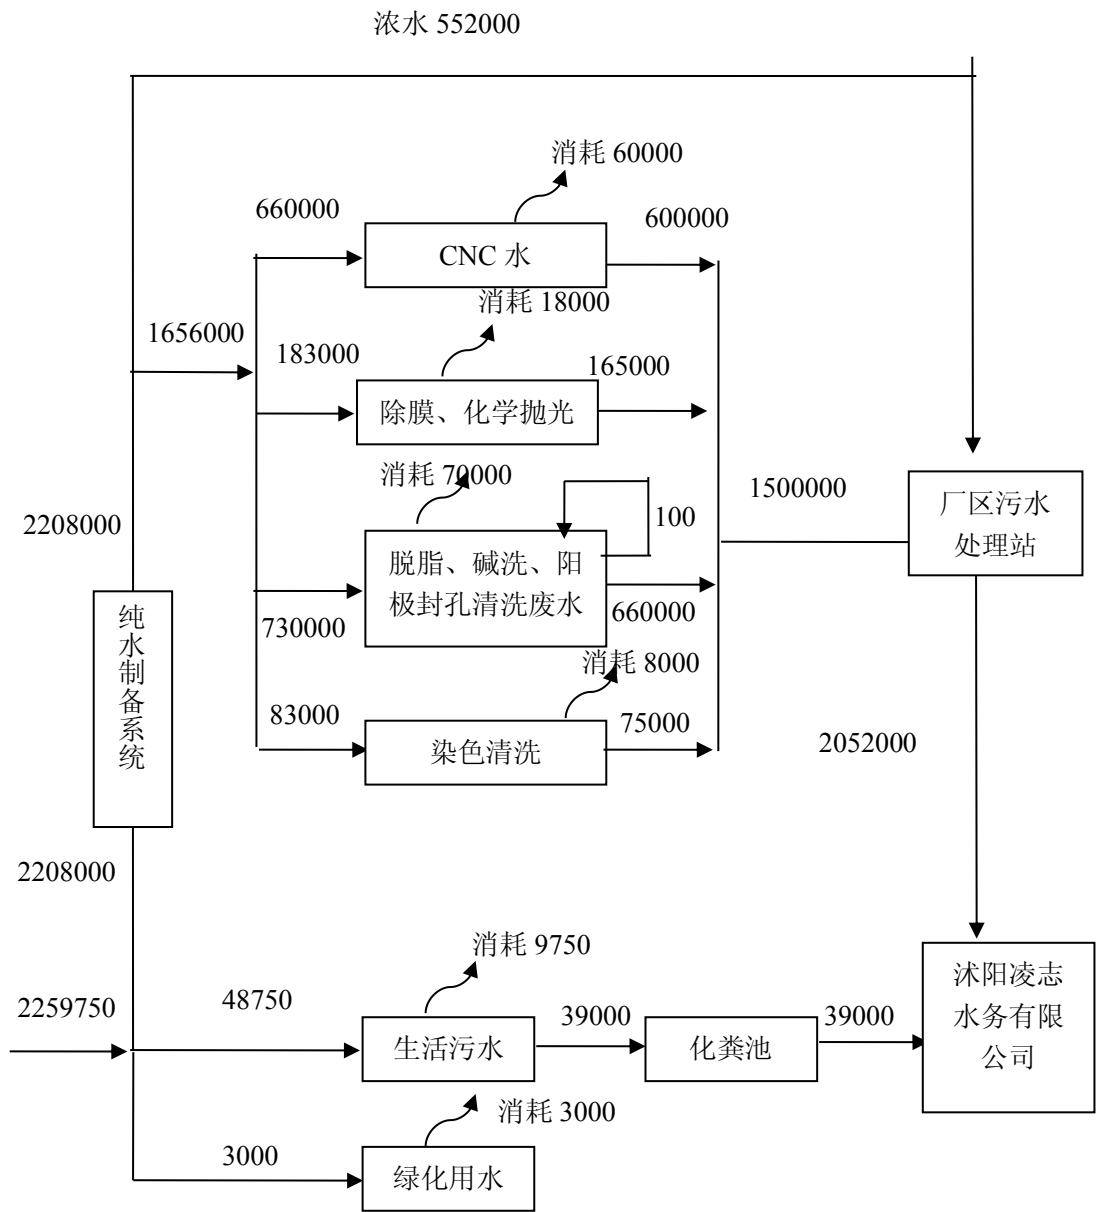 浓水 552000
消耗 60000
660000
600000
CNC 水
消耗 18000
1656000
183000
165000
除膜、化学抛光
消耗 70000
1500000
100
2208000
厂区污水
处理站
脱脂、碱洗、阳
极封孔清洗废水
730000
660000
纯水制备系统
消耗 8000
83000
75000
染色清洗
2052000
2208000
消耗 9750
2259750
48750
39000
39000
生活污水
化粪池
沭阳凌志
水务有限
公司
消耗 3000
3000
绿化用水